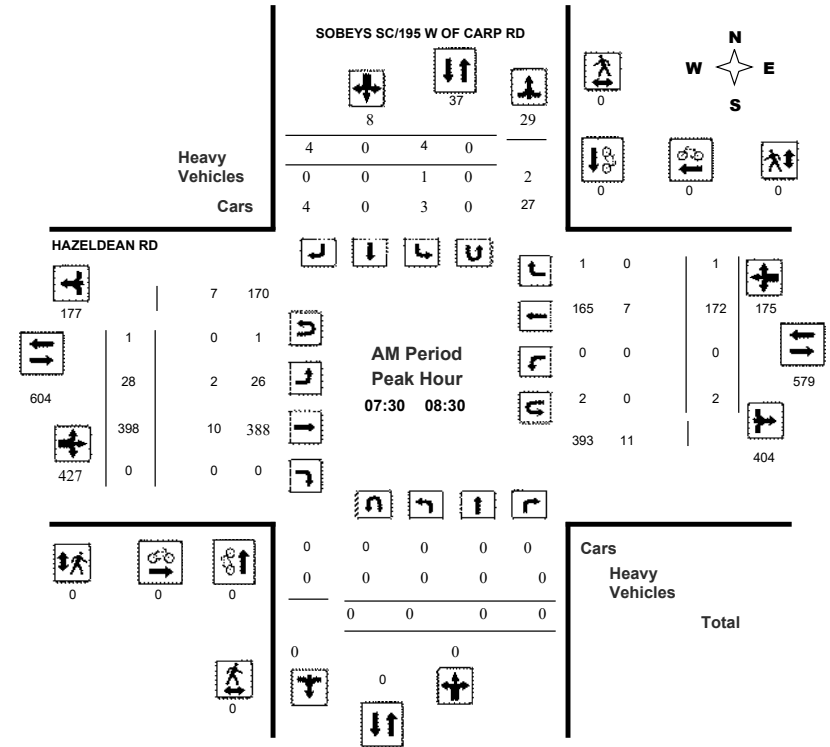 SOBEYS SC/195 W OF CARP RD
N
W E
S
37
8 29
0
4 0 4 0
Heavy
Vehicles
0 0 1 0 2
Cars
4 0 3 0 27
0 0 0
HAZELDEAN RD
177
7 170
1 0 1
604
28 2 26
398 10 388
427
0 0 0
AM Period
Peak Hour
07:30 08:30
1 0 1
165 7 172 175
0 0 0
579
2 0 2
393 11
404
0 0 0 0 0
Cars
0 0 0 0 0
Heavy
Vehicles
0 0 0 0
Total
0 0 0
0 0
0
0